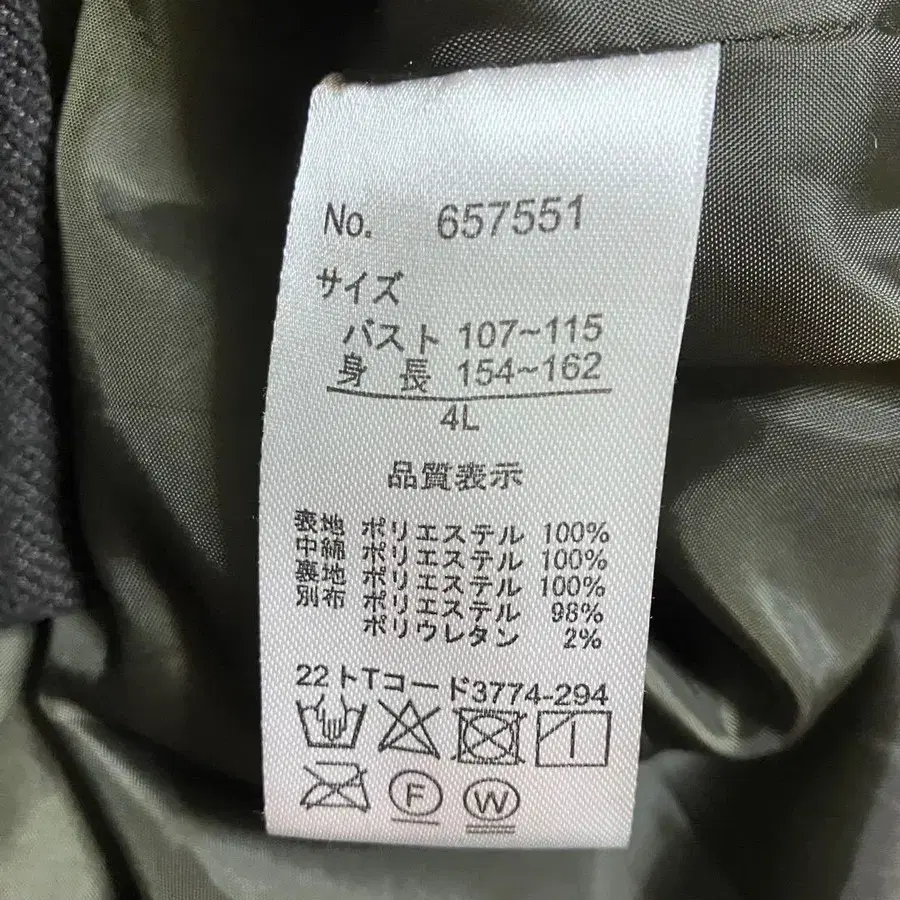 No. 657551
サイズ
バスト 107~115
身 長 154~162
4L
品質表示
表地 ポリエステル 100%
中綿 ポリエステル 100%
裏地 ポリエステル 100%
別布 ポリエステル 98%
ポリウレタン 2%
22トTコード3774-294
F W